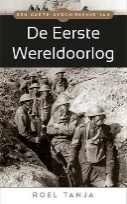 EEN KORTE GESCHIEDENIS VAN
De Eerste
Wereldoorlog
ROEL TANJA